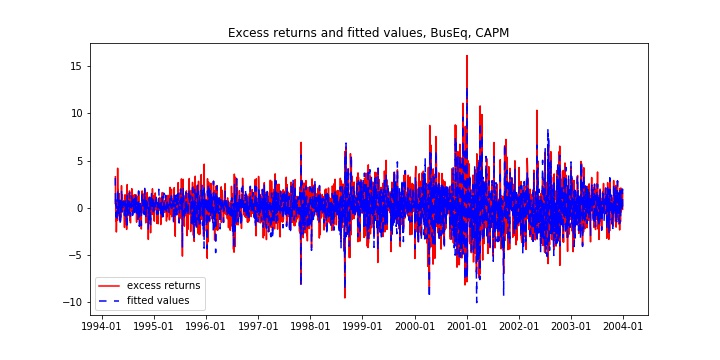 Excess returns and fitted values, BusEq, CAPM
15
10
5
0
−5
−10
excess returns
fitted values
1994-01 1995-01 1996-01 1997-01 1998-01 1999-01 2000-01 2001-01 2002-01 2003-01 2004-01